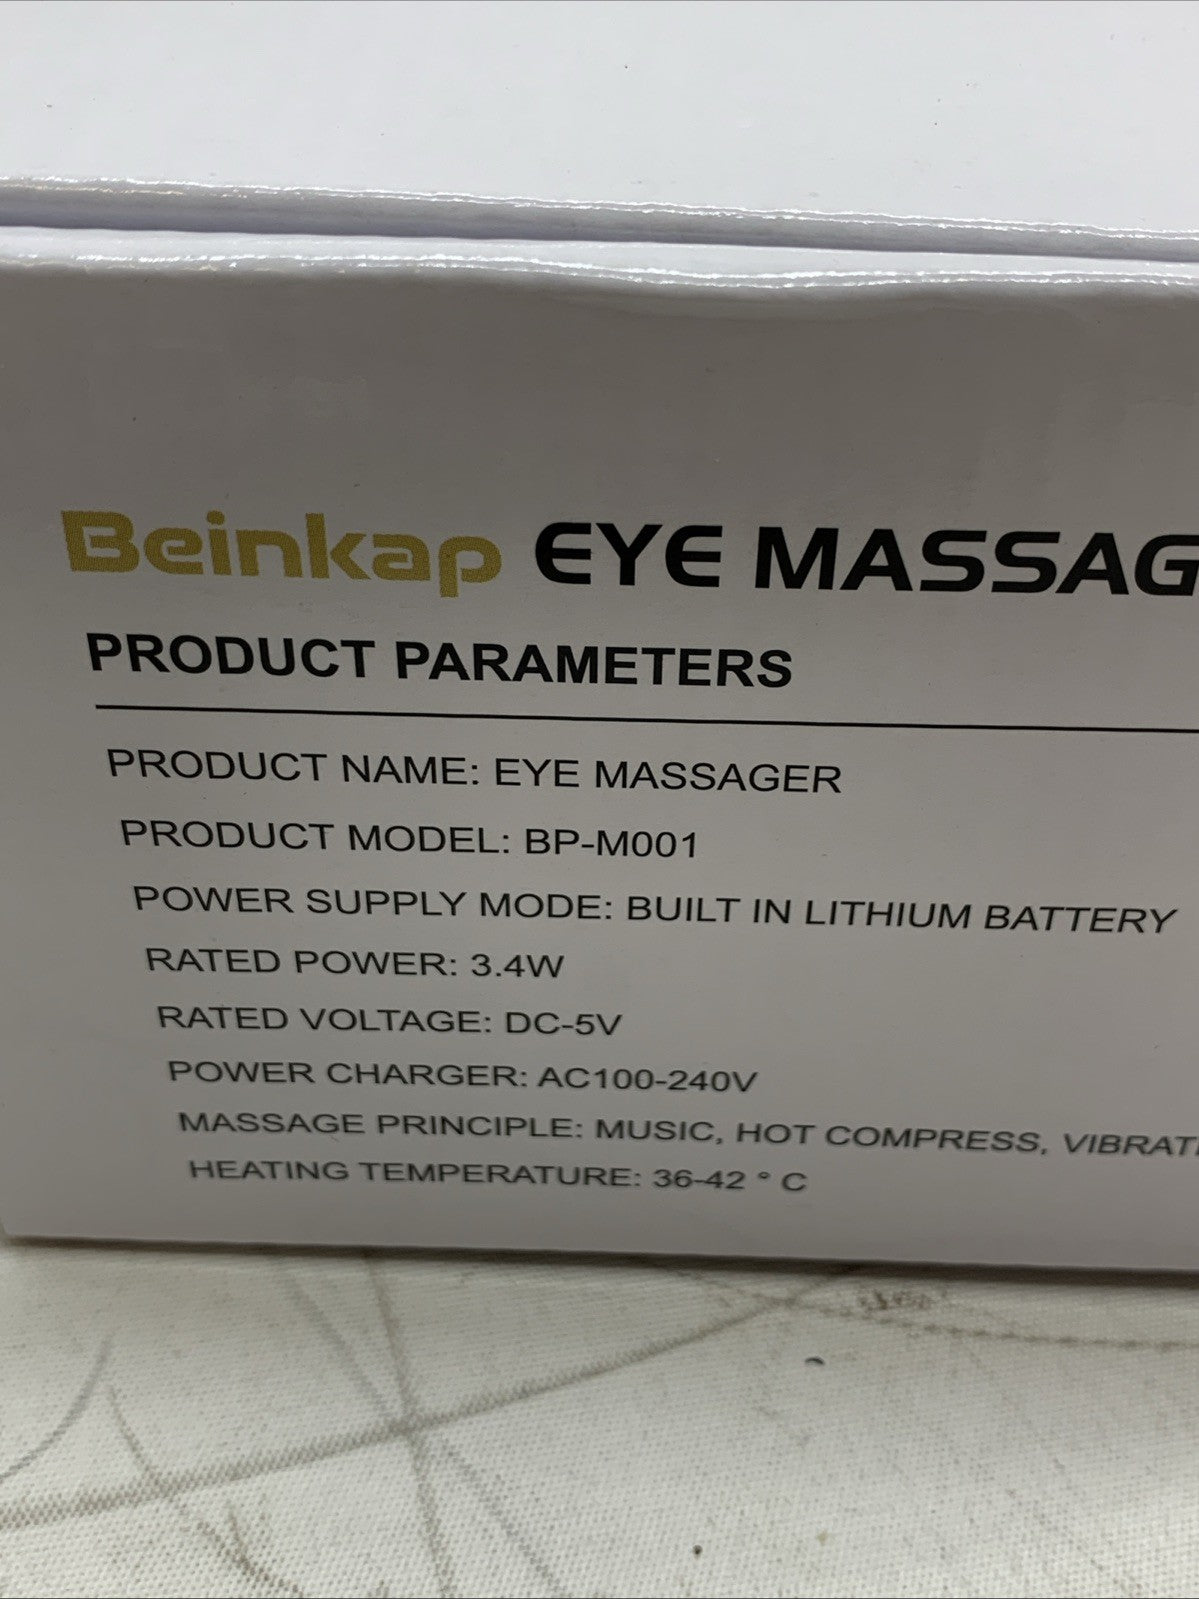 Beinkap EYE MASSAG
PRODUCT PARAMETERS
PRODUCT NAME: EYE MASSAGER
PRODUCT MODEL: BP-M001
POWER SUPPLY MODE: BUILT IN LITHIUM BATTERY
RATED POWER: 3.4W
RATED VOLTAGE: DC-5V
POWER CHARGER: AC100-240V
MASSAGE PRINCIPLE: MUSIC, HOT COMPRESS, VIBRATI
HEATING TEMPERATURE: 36-42 ° C